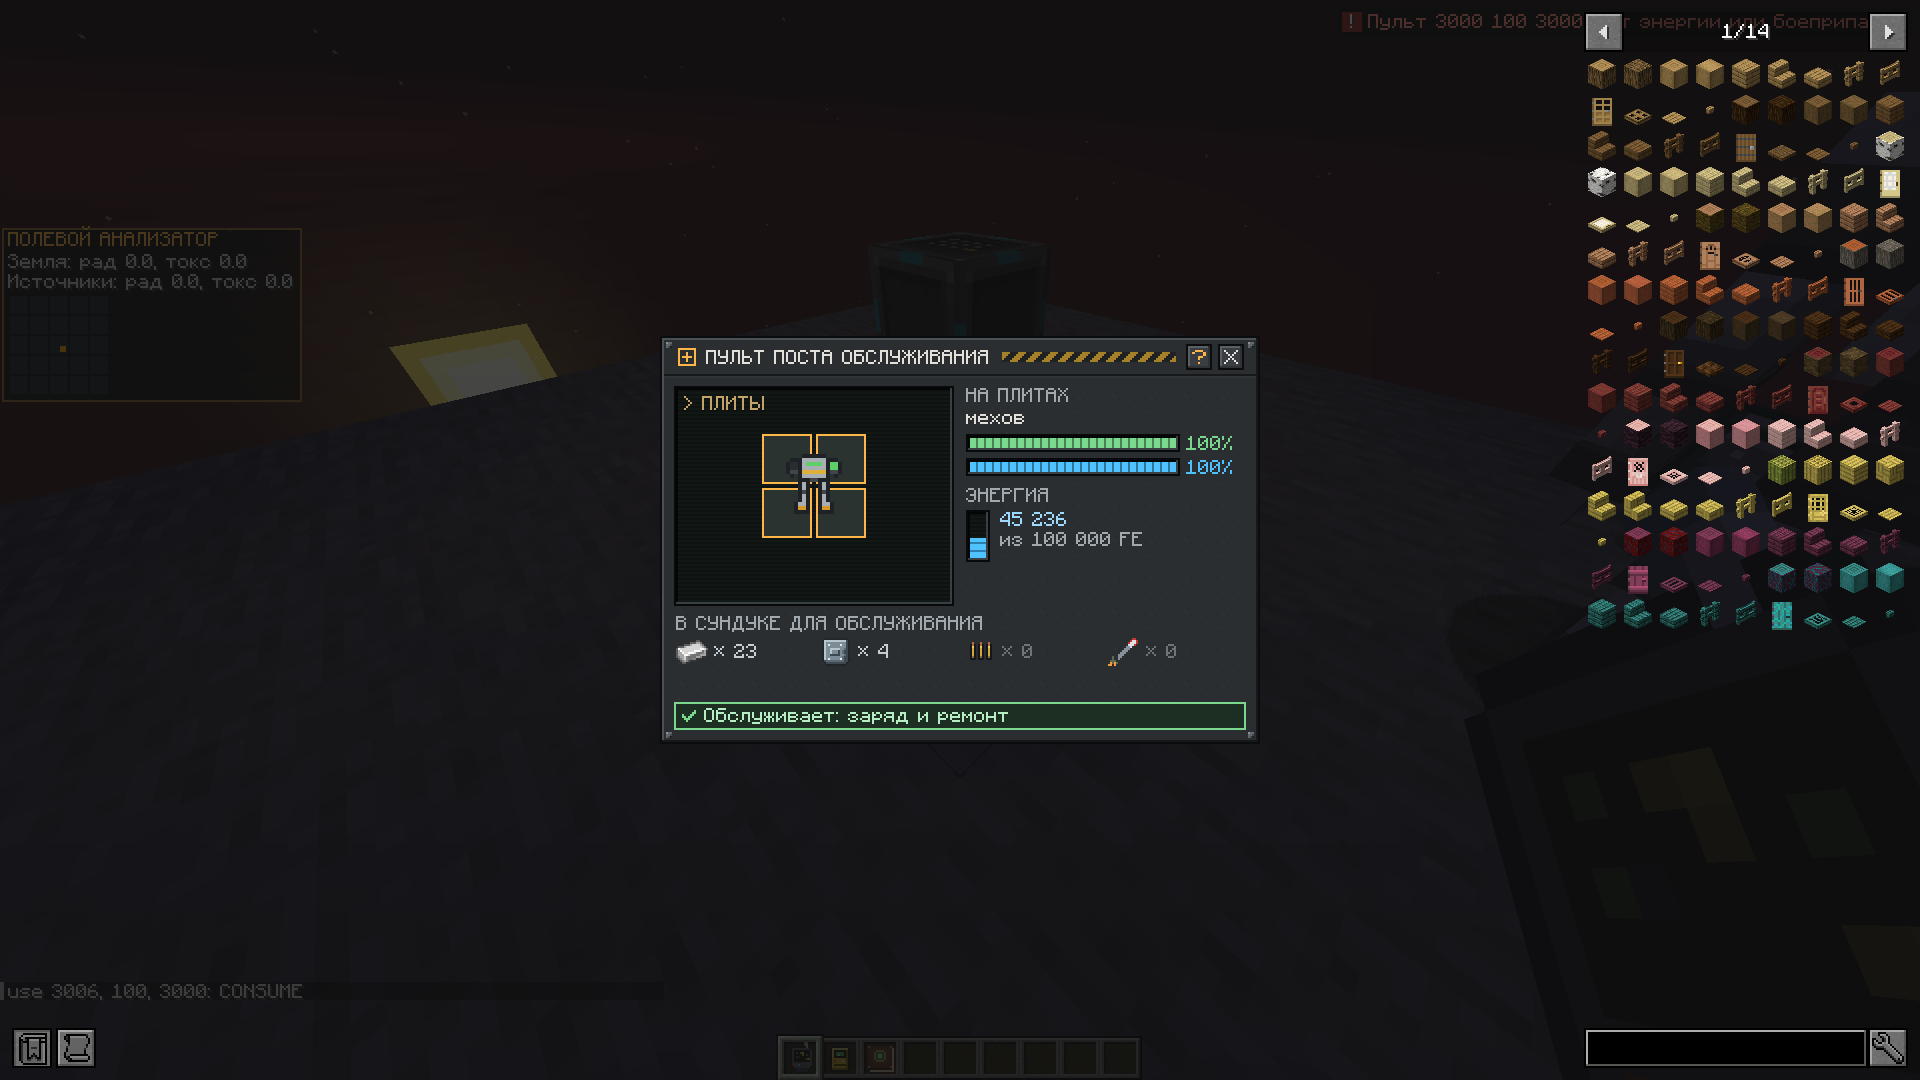 ! Пульт 3000 100 3000 энергии или боеприпа
1/14
ПОЛЕВОЙ АНАЛИЗАТОР
Земля: рад 0.0, токс 0.0
Источники: рад 0.0, токс 0.0
ПУЛЬТ ПОСТА ОБСЛУЖИВАНИЯ
?
> ПЛИТЫ
НА ПЛИТАХ
мехов
100%
100%
ЭНЕРГИЯ
45 236
из 100 000 FE
В СУНДУКЕ ДЛЯ ОБСЛУЖИВАНИЯ
× 23 × 4 × 0 × 0
Обслуживает: заряд и ремонт
use 3006, 100, 3000: CONSUME